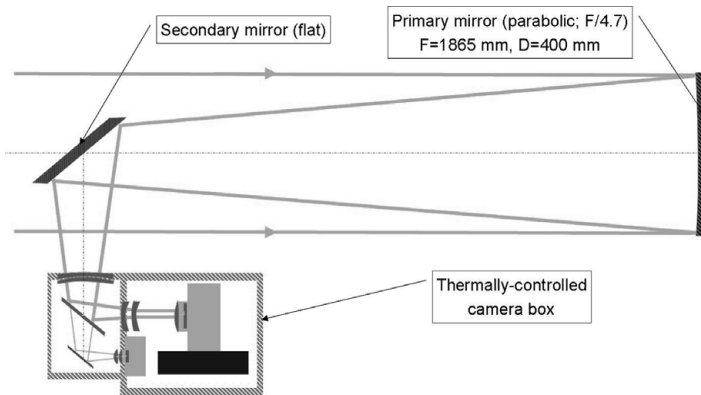 Secondary mirror (flat)
Primary mirror (parabolic; F/4.7)
F=1865 mm, D=400 mm
Thermally-controlled
camera box